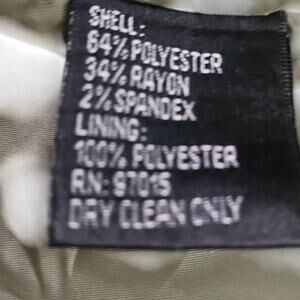 SHELL:
64% POLYESTER
34% RAYON
2% SPANDEX
LINING:
100% POLYESTER
RN: 97015
DRY CLEAN ONLY